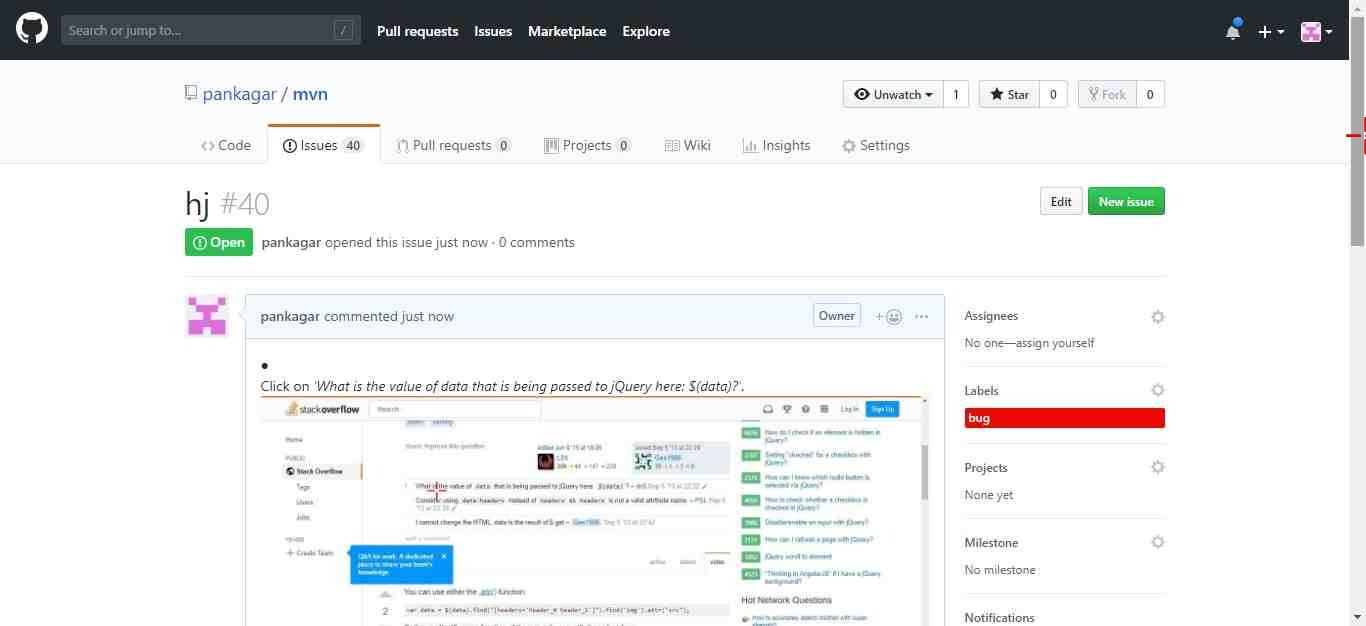 Search or jump to... /
Pull requests Issues Marketplace Explore
pankagar / mvn
Unwatch 1 Star 0 Fork 0
Code Issues 40 Pull requests 0 Projects 0 Wiki Insights Settings
hj #40
Edit New issue
Open pankagar opened this issue just now · 0 comments
pankagar commented just now
Owner
Click on 'What is the value of data that is being passed to jQuery here: $(data)?'.
stackoverflow Search Log In Sign Up
Home
PUBLIC
Stack Overflow
Tags
Users
Jobs
+ Create Team
Q&A for work. A dedicated
place to share your team's
knowledge.
What is the value of data that is being passed to jQuery here: $(data)?
Consider using data-headers instead of headers as headers is not a valid attribute name
I cannot change the HTML, data is the result of $.get
active oldest votes
You can use either the .attr() function
2
var data = $(data).find("[headers='header_0 header_1']").find('img').attr("src");
How do I check if an element is hidden in
jQuery?
Setting "checked" for a checkbox with
jQuery?
How can I know which radio button is
selected via jQuery?
How to check whether a checkbox is
checked in jQuery?
Disable/enable an input with jQuery?
How can I refresh a page with jQuery?
jQuery scroll to element
"Thinking in AngularJS" if I have a jQuery
background?
Hot Network Questions
Assignees
No one—assign yourself
Labels
bug
Projects
None yet
Milestone
No milestone
Notifications